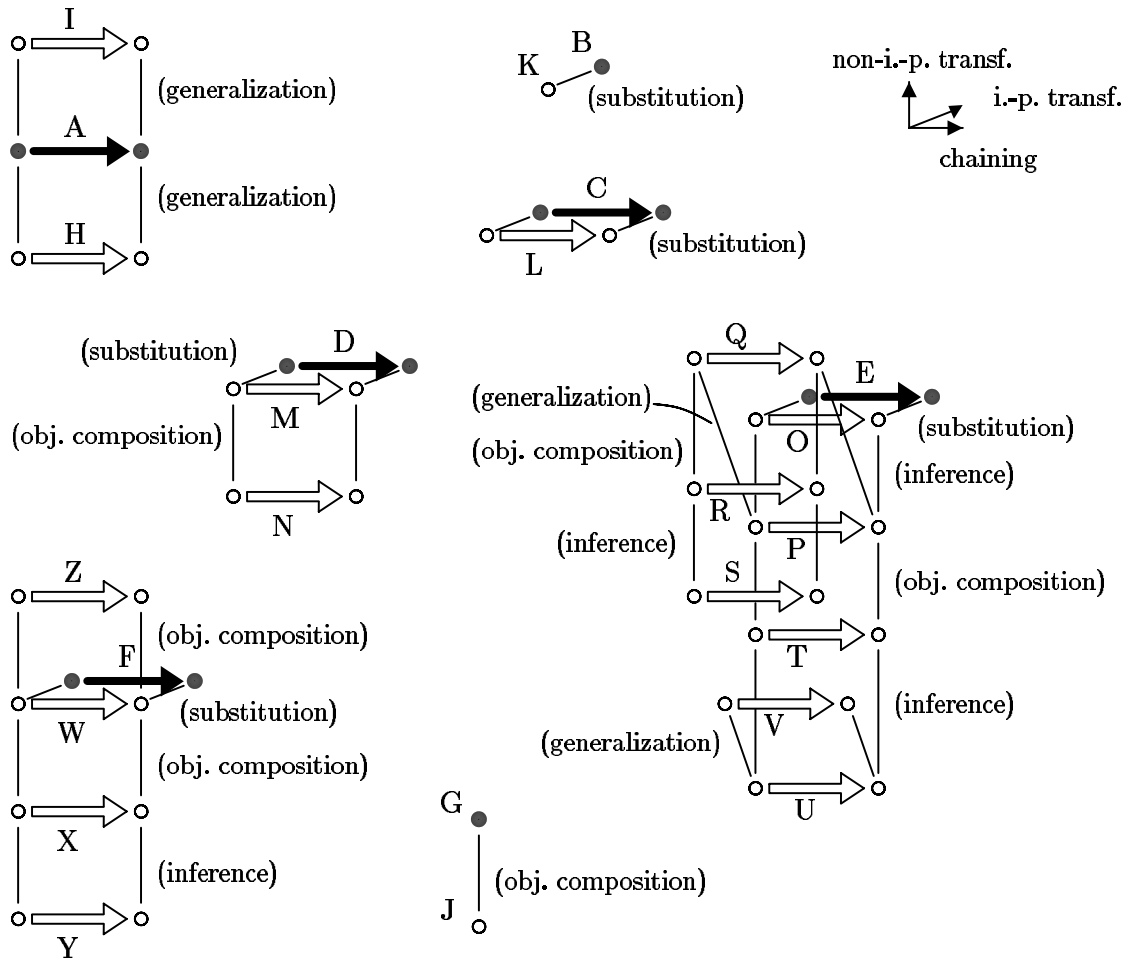 I
(generalization)
A
(generalization)
H
B
K
(substitution)
non-i.-p. transf.
i.-p. transf.
chaining
C
(substitution)
L
(substitution)
D
M
(obj. composition)
N
Q
E
(generalization)
O
(substitution)
(obj. composition)
(inference)
R
(inference)
P
S
(obj. composition)
T
V
(inference)
(generalization)
U
Z
(obj. composition)
F
W
(substitution)
(obj. composition)
X
(inference)
Y
G
(obj. composition)
J